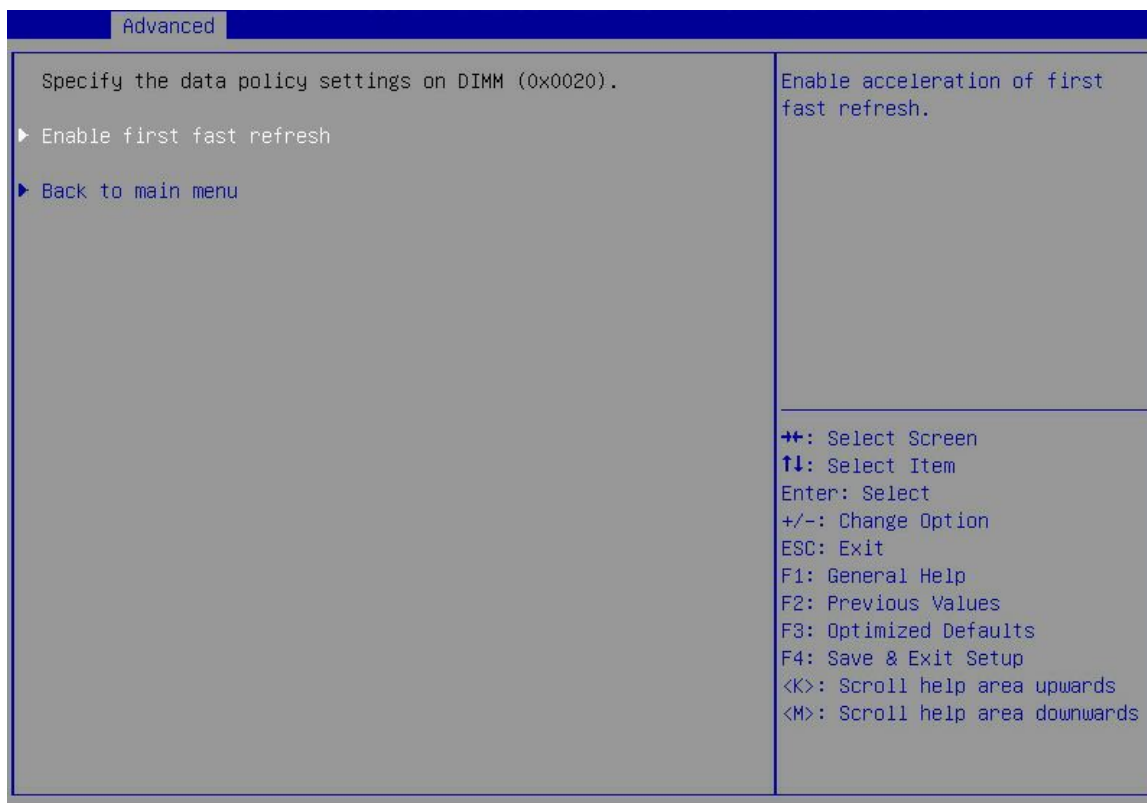 Advanced
Specify the data policy settings on DIMM (0x0020).
Enable first fast refresh
Back to main menu
Enable acceleration of first
fast refresh.
→←: Select Screen
↑↓: Select Item
Enter: Select
+/-: Change Option
ESC: Exit
F1: General Help
F2: Previous Values
F3: Optimized Defaults
F4: Save & Exit Setup
<K>: Scroll help area upwards
<M>: Scroll help area downwards